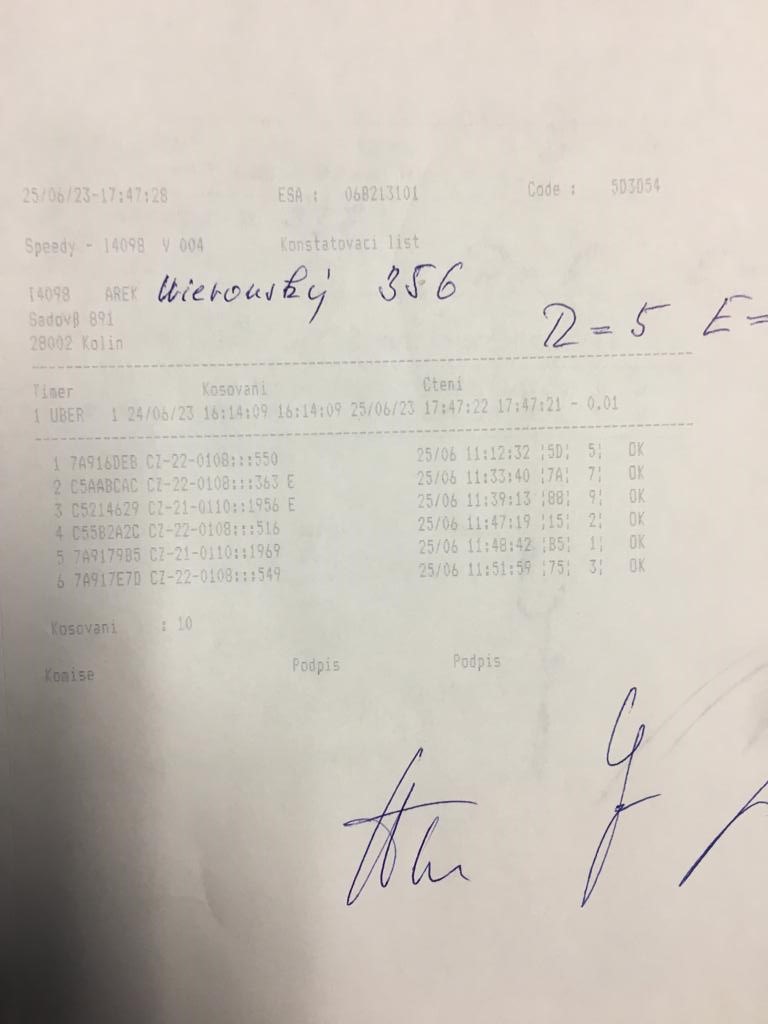 25/06/23-17:47:28 ESA : 06B213101 Code : 5D3054
Speedy - 14098 V 004 Konstatovaci list
14098 AREK 356
Sadovβ 891 R = 5 E =
28002 Kolin
Timer Kosovani Cteni
1 UBER 1 24/06/23 16:14:09 16:14:09 25/06/23 17:47:22 17:47:21 - 0.01
1 7A916DEB CZ-22-0108:::550 25/06 11:12:32 ¦5D¦ 5¦ OK
2 C5AABCAC CZ-22-0108:::363 E 25/06 11:33:40 ¦7A¦ 7¦ OK
3 C5214629 CZ-21-0110::1956 E 25/06 11:39:13 ¦88¦ 9¦ OK
4 C55B2A2C CZ-22-0108:::516 25/06 11:47:19 ¦15¦ 2¦ OK
5 7A9179B5 CZ-21-0110::1969 25/06 11:48:42 ¦B5¦ 1¦ OK
6 7A917E7D CZ-22-0108:::549 25/06 11:51:59 ¦75¦ 3¦ OK
Kosovani : 10
Komise Podpis Podpis